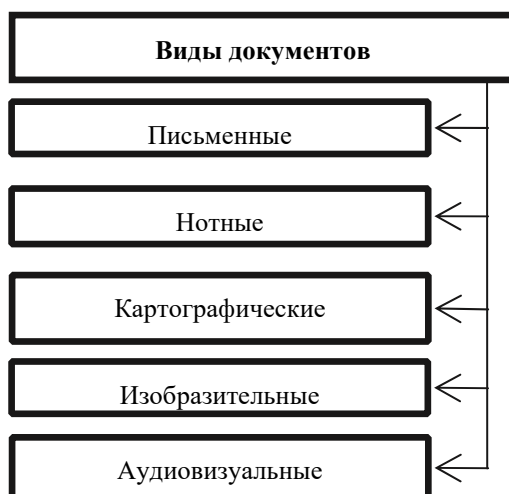 Виды документов
Письменные
Нотные
Картографические
Изобразительные
Аудиовизуальные